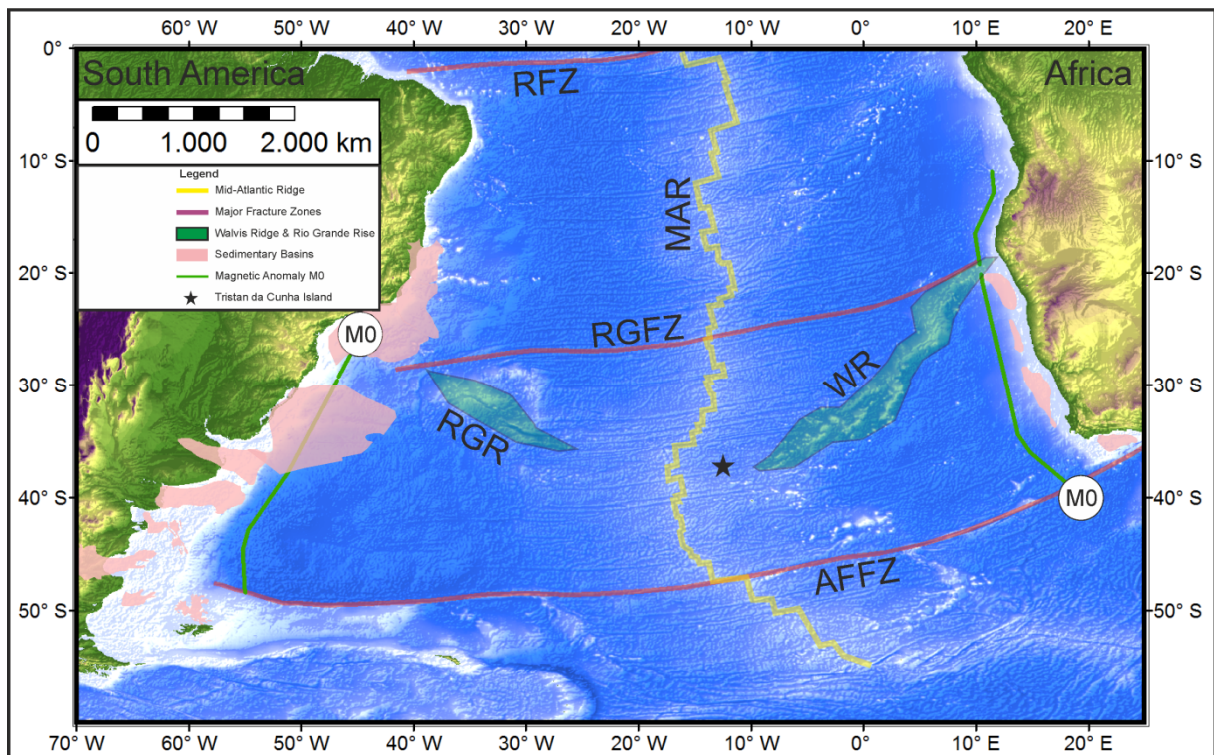 60° W 50° W 40° W 30° W 20° W 10° W 0° 10° E 20° E
0°
South America
Africa
RFZ
0 1.000 2.000 km
Legend
Mid-Atlantic Ridge
Major Fracture Zones
Walvis Ridge & Rio Grande Rise
Sedimentary Basins
Magnetic Anomaly M0
Tristan da Cunha Island
10° S
10° S
MAR
20° S
20° S
M0
RGFZ
30° S
30° S
WR
RGR
40° S
40° S
M0
AFFZ
50° S
50° S
70° W 60° W 50° W 40° W 30° W 20° W 10° W 0° 10° E 20° E